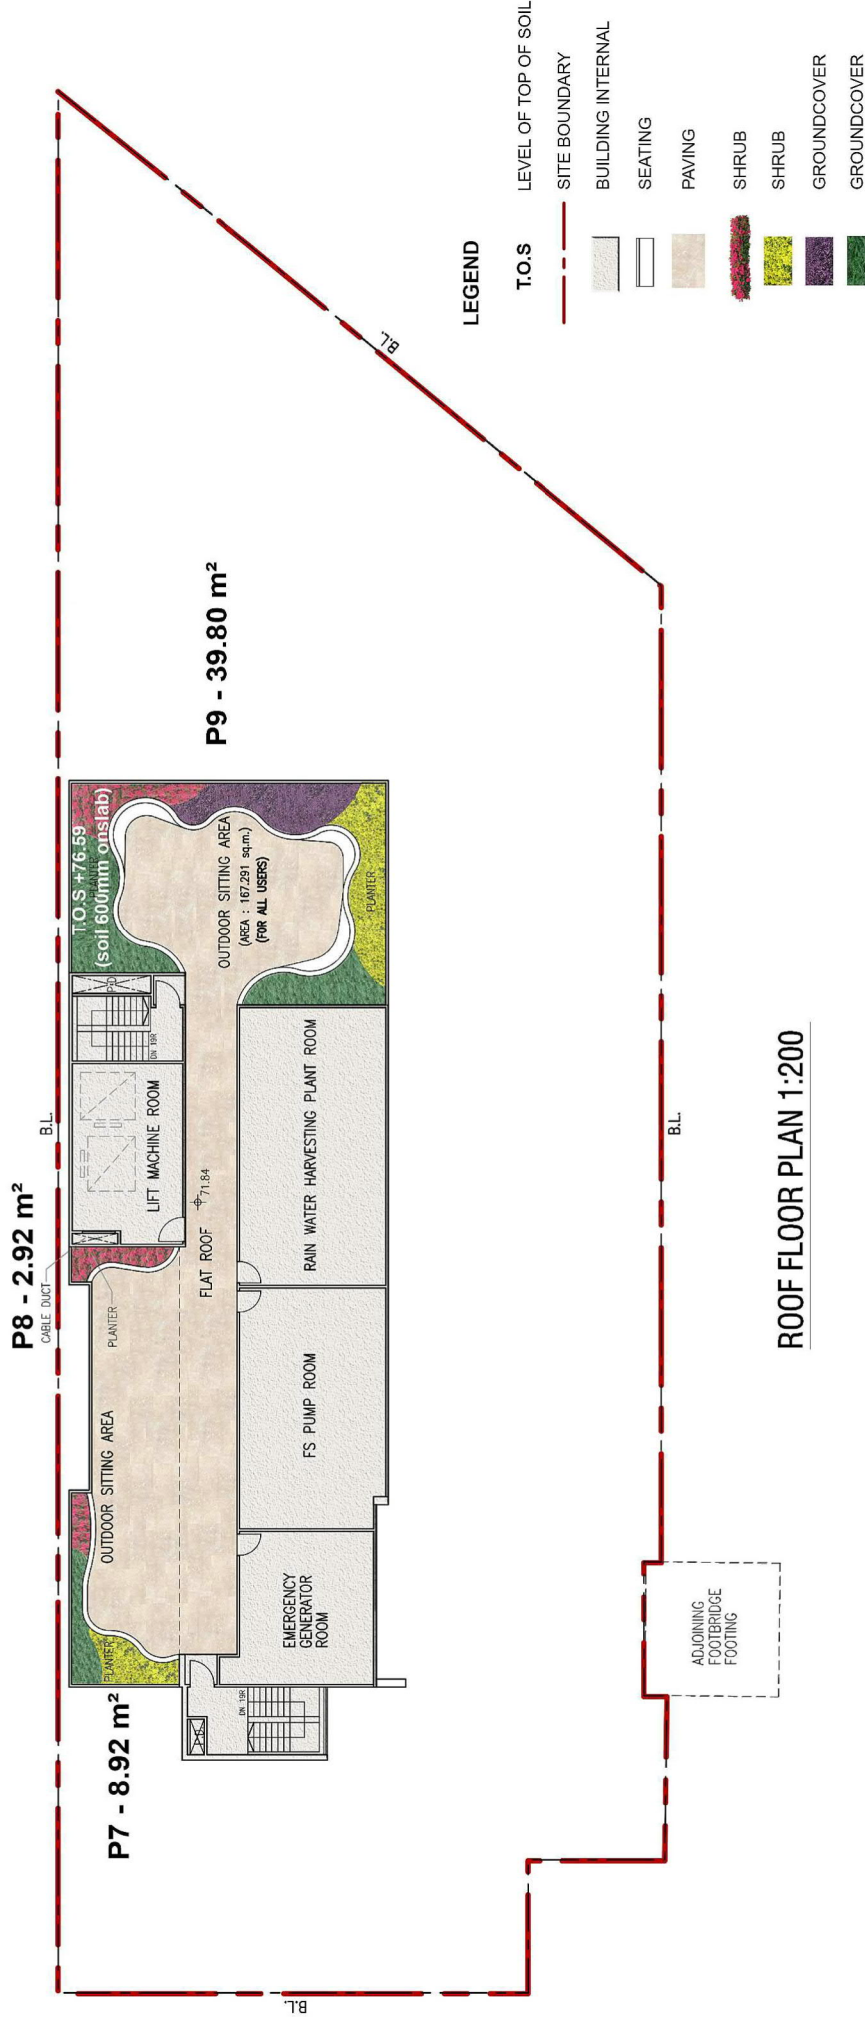 P7 - 8.92 m²
P8 - 2.92 m²
P9 - 39.80 m²
CABLE DUCT
B.L.
T.O.S +76.59
(soil 600mm onslab)
PLANTER
PLANTER
PLANTER
PLANTER
OUTDOOR SITTING AREA
LIFT MACHINE ROOM
DN 19R
P.D
FLAT ROOF
71.84
OUTDOOR SITTING AREA
(AREA : 167.291 sq.m.)
(FOR ALL USERS)
P.D
DN 19R
EMERGENCY
GENERATOR
ROOM
FS PUMP ROOM
RAIN WATER HARVESTING PLANT ROOM
B.L.
B.L.
B.L.
ADJOINING
FOOTBRIDGE
FOOTING
ROOF FLOOR PLAN 1:200
LEGEND
T.O.S LEVEL OF TOP OF SOIL
SITE BOUNDARY
BUILDING INTERNAL
SEATING
PAVING
SHRUB
SHRUB
GROUNDCOVER
GROUNDCOVER